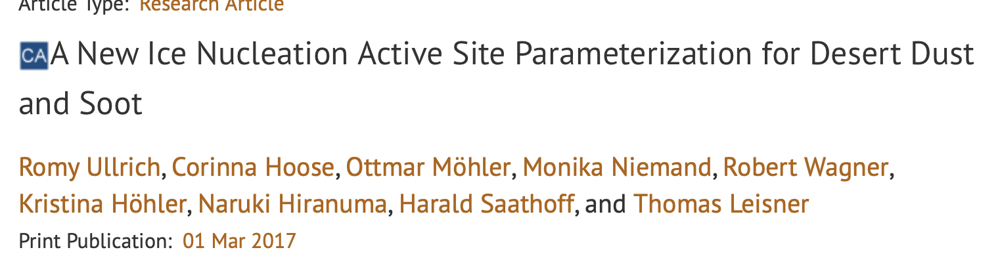 Article Type: Research Article
CA A New Ice Nucleation Active Site Parameterization for Desert Dust
and Soot
Romy Ullrich, Corinna Hoose, Ottmar Möhler, Monika Niemand, Robert Wagner,
Kristina Höhler, Naruki Hiranuma, Harald Saathoff, and Thomas Leisner
Print Publication: 01 Mar 2017